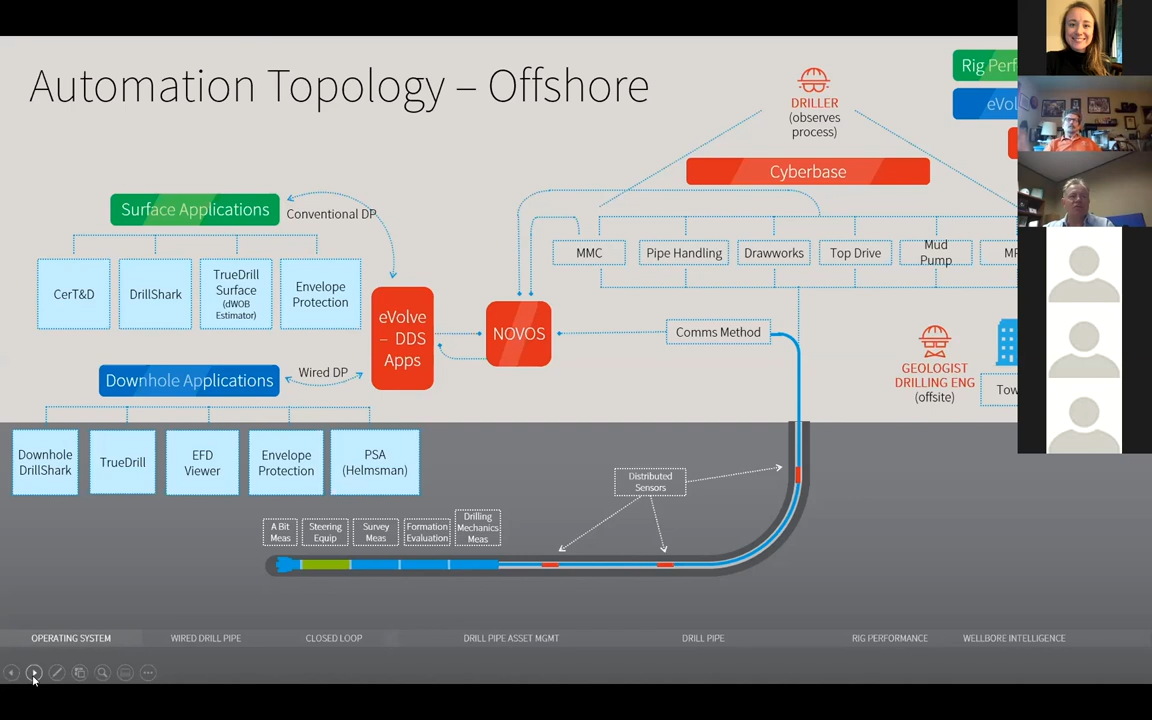 Automation Topology – Offshore
Rig Perf
DRILLER
(observes
process)
Cyberbase
Surface Applications
Conventional DP
MMC
Pipe Handling
Drawworks
Top Drive
Mud
Pump
CerT&D
DrillShark
TrueDrill
Surface
(dWOB
Estimator)
Envelope
Protection
eVolve
– DDS
Apps
NOVOS
Comms Method
GEOLOGIST
DRILLING ENG
(offsite)
Downhole Applications
Wired DP
Downhole
DrillShark
TrueDrill
EFD
Viewer
Envelope
Protection
PSA
(Helmsman)
Distributed
Sensors
A Bit
Meas
Steering
Equip
Survey
Meas
Formation
Evaluation
Drilling
Mechanics
Meas
OPERATING SYSTEM
WIRED DRILL PIPE
CLOSED LOOP
DRILL PIPE ASSET MGMT
DRILL PIPE
RIG PERFORMANCE
WELLBORE INTELLIGENCE